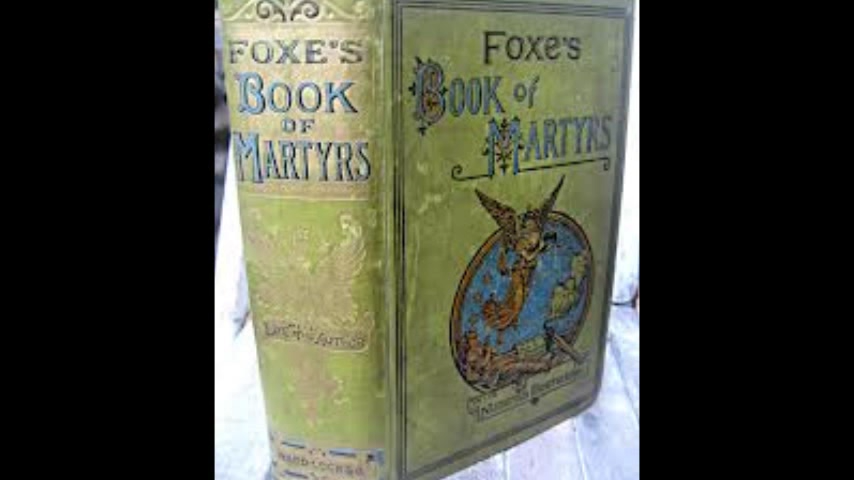 FOXE'S
BOOK
OF
MARTYRS
FOXE'S
BOOK of
MARTYRS